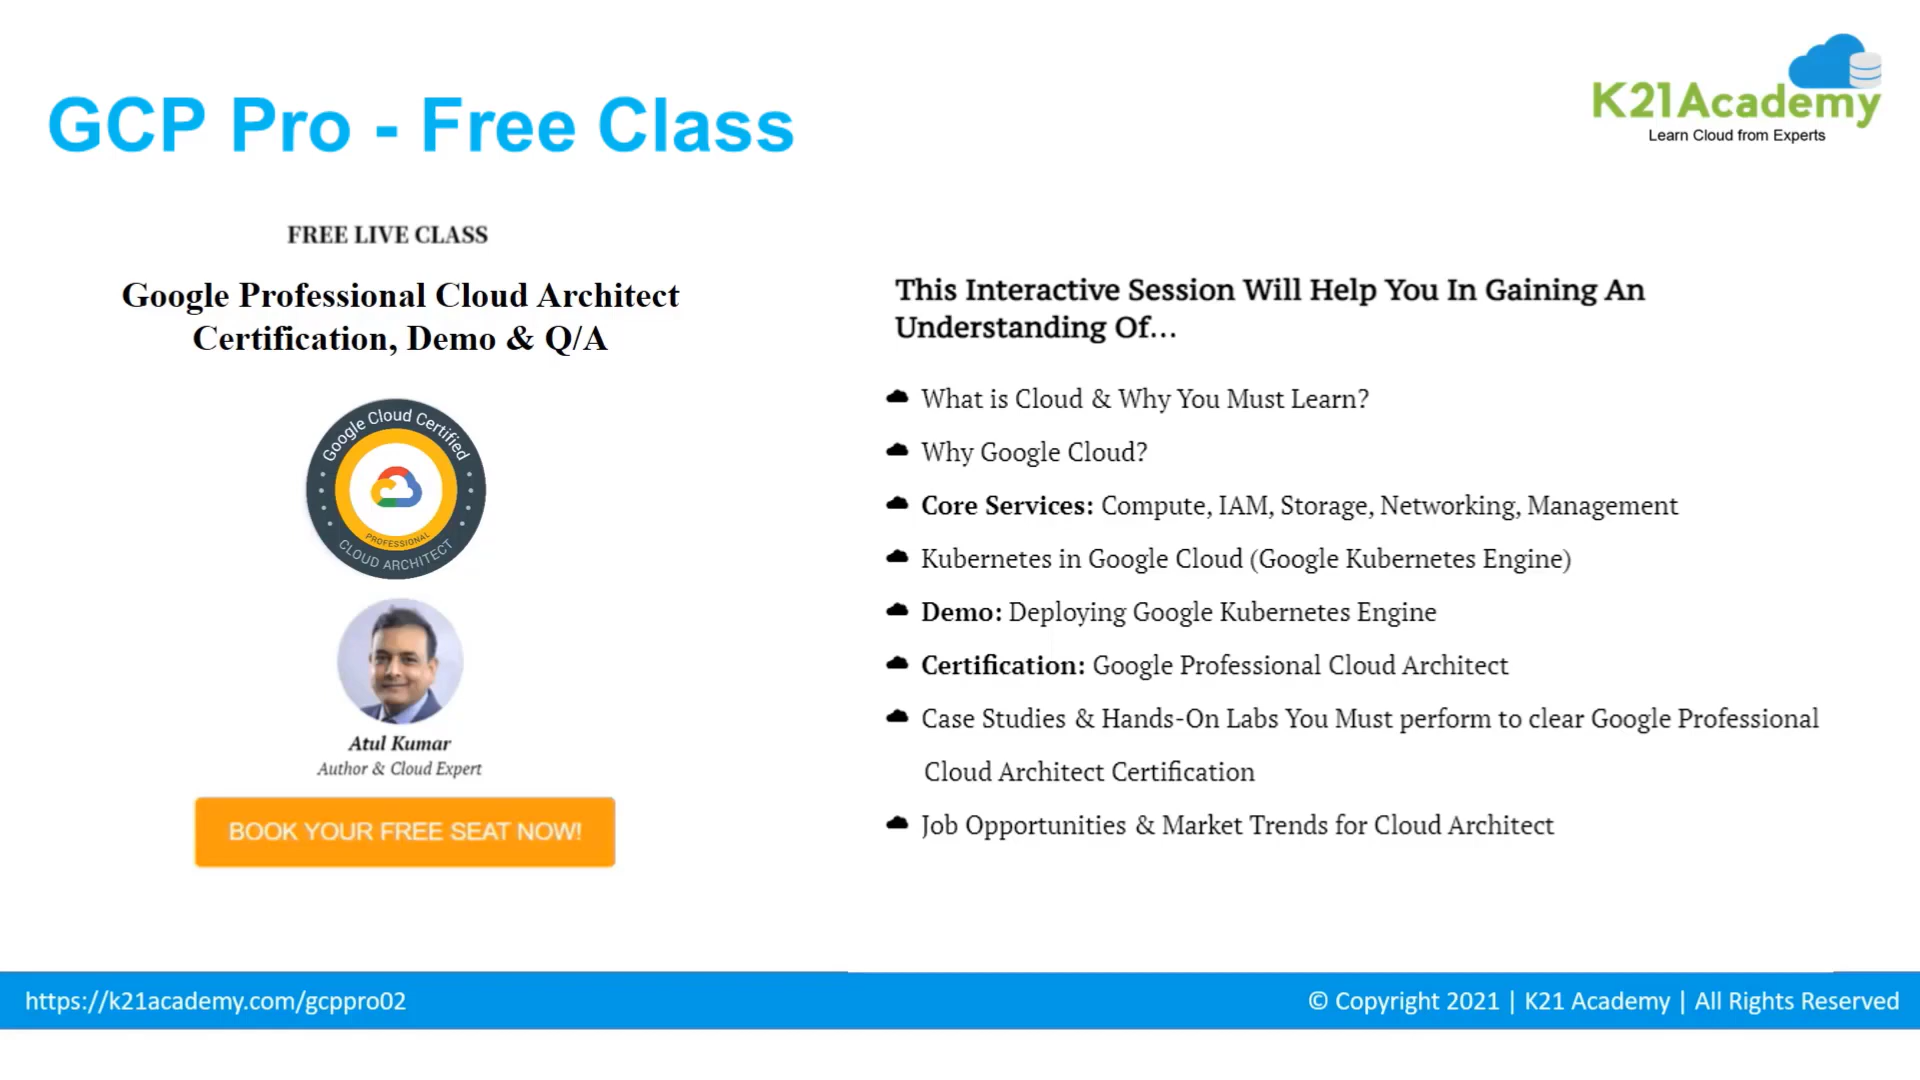 GCP Pro - Free Class
K21Academy
Learn Cloud from Experts
FREE LIVE CLASS
Google Professional Cloud Architect
Certification, Demo & Q/A
Google Cloud Certified
PROFESSIONAL
CLOUD ARCHITECT
Atul Kumar
Author & Cloud Expert
BOOK YOUR FREE SEAT NOW!
This Interactive Session Will Help You In Gaining An
Understanding Of...
What is Cloud & Why You Must Learn?
Why Google Cloud?
Core Services: Compute, IAM, Storage, Networking, Management
Kubernetes in Google Cloud (Google Kubernetes Engine)
Demo: Deploying Google Kubernetes Engine
Certification: Google Professional Cloud Architect
Case Studies & Hands-On Labs You Must perform to clear Google Professional
Cloud Architect Certification
Job Opportunities & Market Trends for Cloud Architect
https://k21academy.com/gcppro02
© Copyright 2021 | K21 Academy | All Rights Reserved